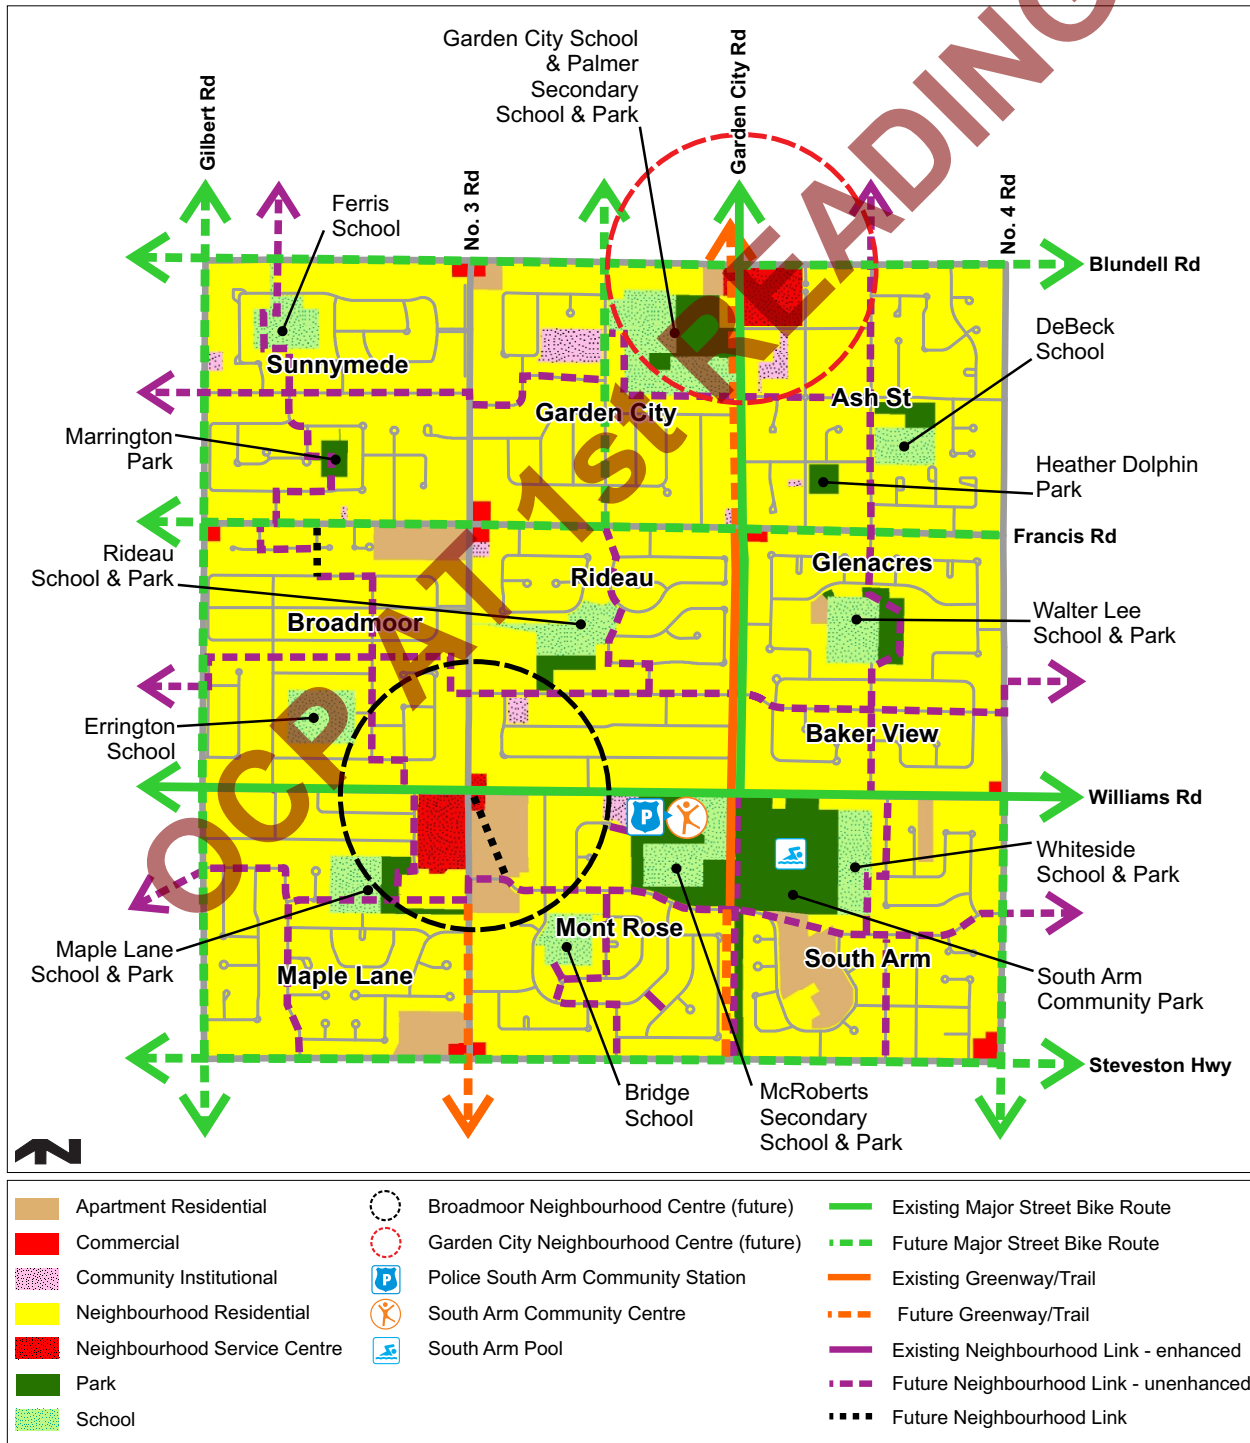 Garden City School
& Palmer
Secondary
School & Park
Gilbert Rd
No. 3 Rd
Garden City Rd
No. 4 Rd
Ferris
School
Blundell Rd
DeBeck
School
Sunnymede
Garden City
Ash St
Marrington
Park
Heather Dolphin
Park
Francis Rd
Rideau
School & Park
Rideau
Glenacres
Broadmoor
Walter Lee
School & Park
Errington
School
Baker View
Williams Rd
P
Whiteside
School & Park
Mont Rose
Maple Lane
School & Park
Maple Lane
South Arm
South Arm
Community Park
Steveston Hwy
Bridge
School
McRoberts
Secondary
School & Park
N
OCP AT 1st READING
Apartment Residential
Commercial
Community Institutional
Neighbourhood Residential
Neighbourhood Service Centre
Park
School
Broadmoor Neighbourhood Centre (future)
Garden City Neighbourhood Centre (future)
P
Police South Arm Community Station
South Arm Community Centre
South Arm Pool
Existing Major Street Bike Route
Future Major Street Bike Route
Existing Greenway/Trail
Future Greenway/Trail
Existing Neighbourhood Link - enhanced
Future Neighbourhood Link - unenhanced
Future Neighbourhood Link